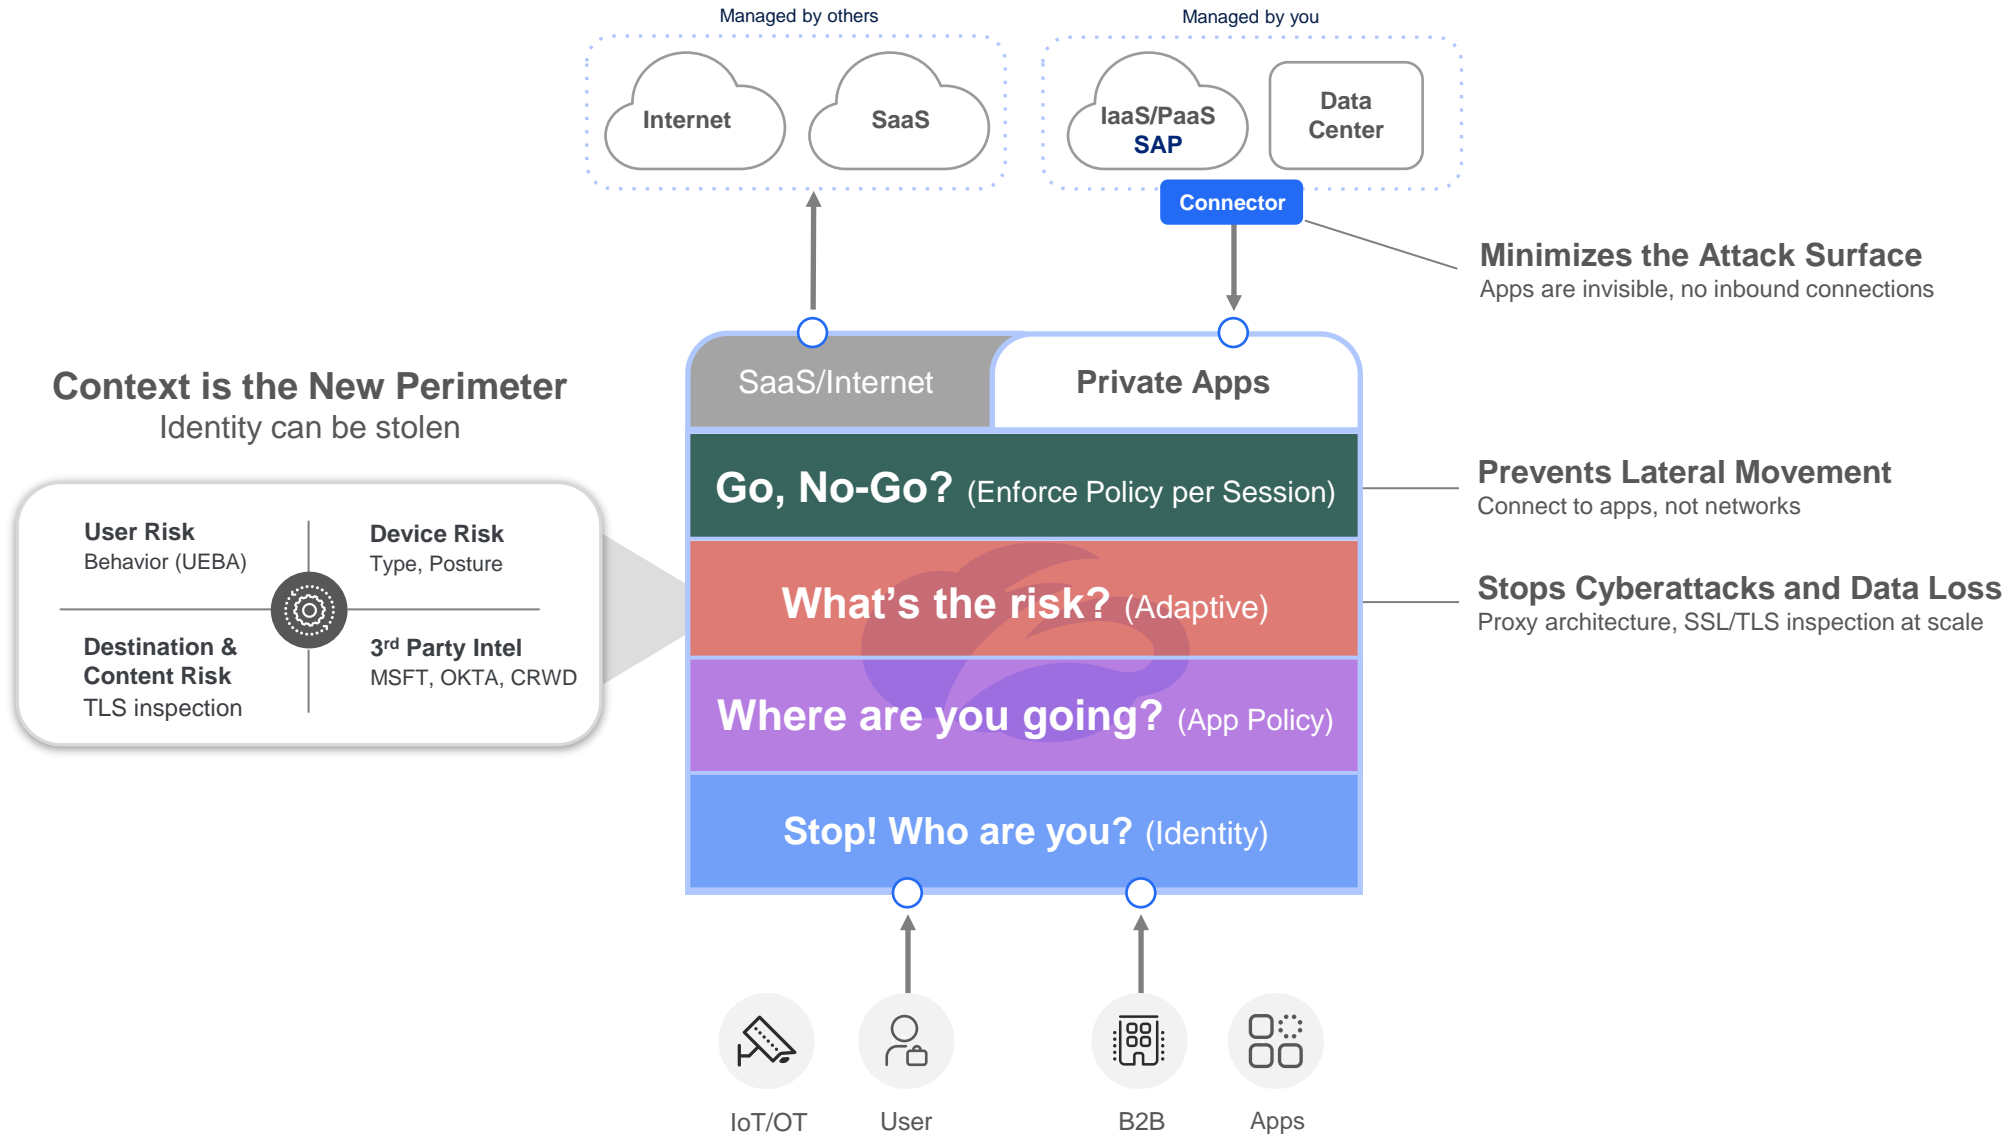 Managed by others
Managed by you
Internet
SaaS
IaaS/PaaS
SAP
Data
Center
Connector
Minimizes the Attack Surface
Apps are invisible, no inbound connections
SaaS/Internet
Private Apps
Context is the New Perimeter
Identity can be stolen
User Risk
Behavior (UEBA)
Device Risk
Type, Posture
Destination &
Content Risk
TLS inspection
3rd Party Intel
MSFT, OKTA, CRWD
Go, No-Go? (Enforce Policy per Session)
Prevents Lateral Movement
Connect to apps, not networks
What’s the risk? (Adaptive)
Stops Cyberattacks and Data Loss
Proxy architecture, SSL/TLS inspection at scale
Where are you going? (App Policy)
Stop! Who are you? (Identity)
IoT/OT
User
B2B
Apps